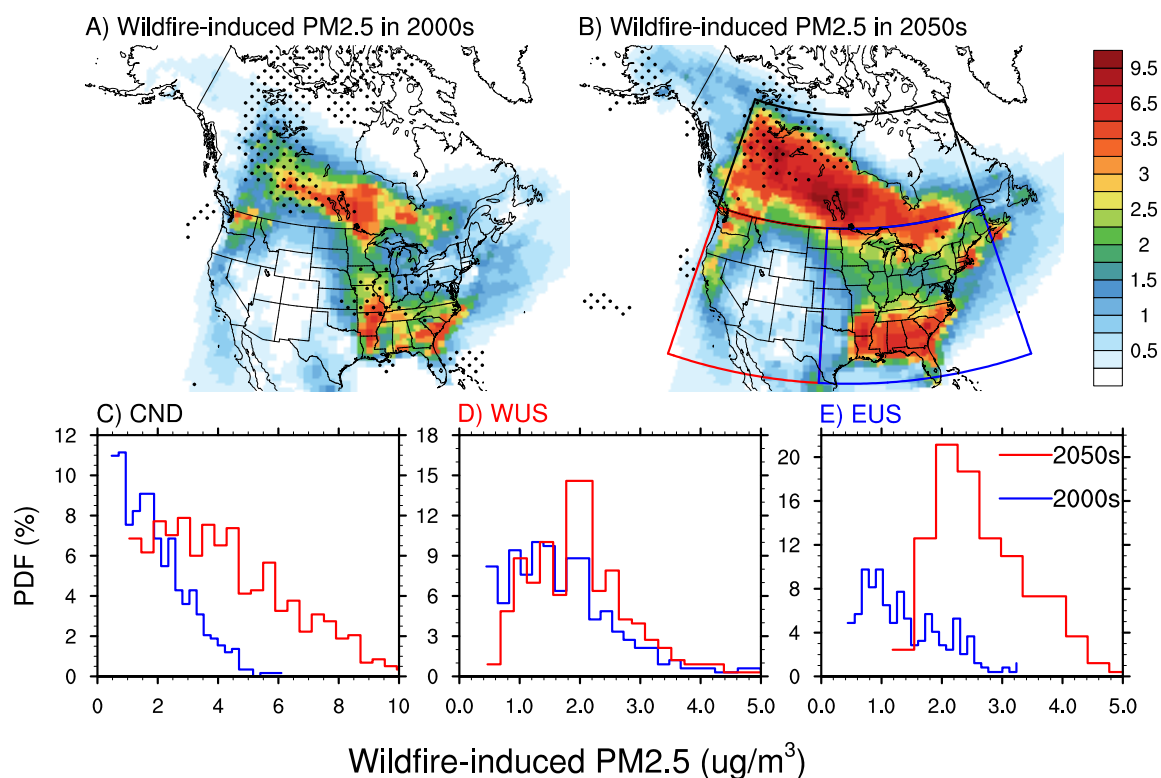 A) Wildfire-induced PM2.5 in 2000s
B) Wildfire-induced PM2.5 in 2050s
9.5
6.5
3
2.5
2
1.5
1
0.5
C) CND
D) WUS
E) EUS
PDF (%)
12
10
8
6
4
2
0
0 2 4 6 8 10
18
15
12
9
6
3
0
0.0 1.0 2.0 3.0 4.0 5.0
20
16
12
8
4
0
0.0 1.0 2.0 3.0 4.0 5.0
2050s
2000s
Wildfire-induced PM2.5 (ug/m³)